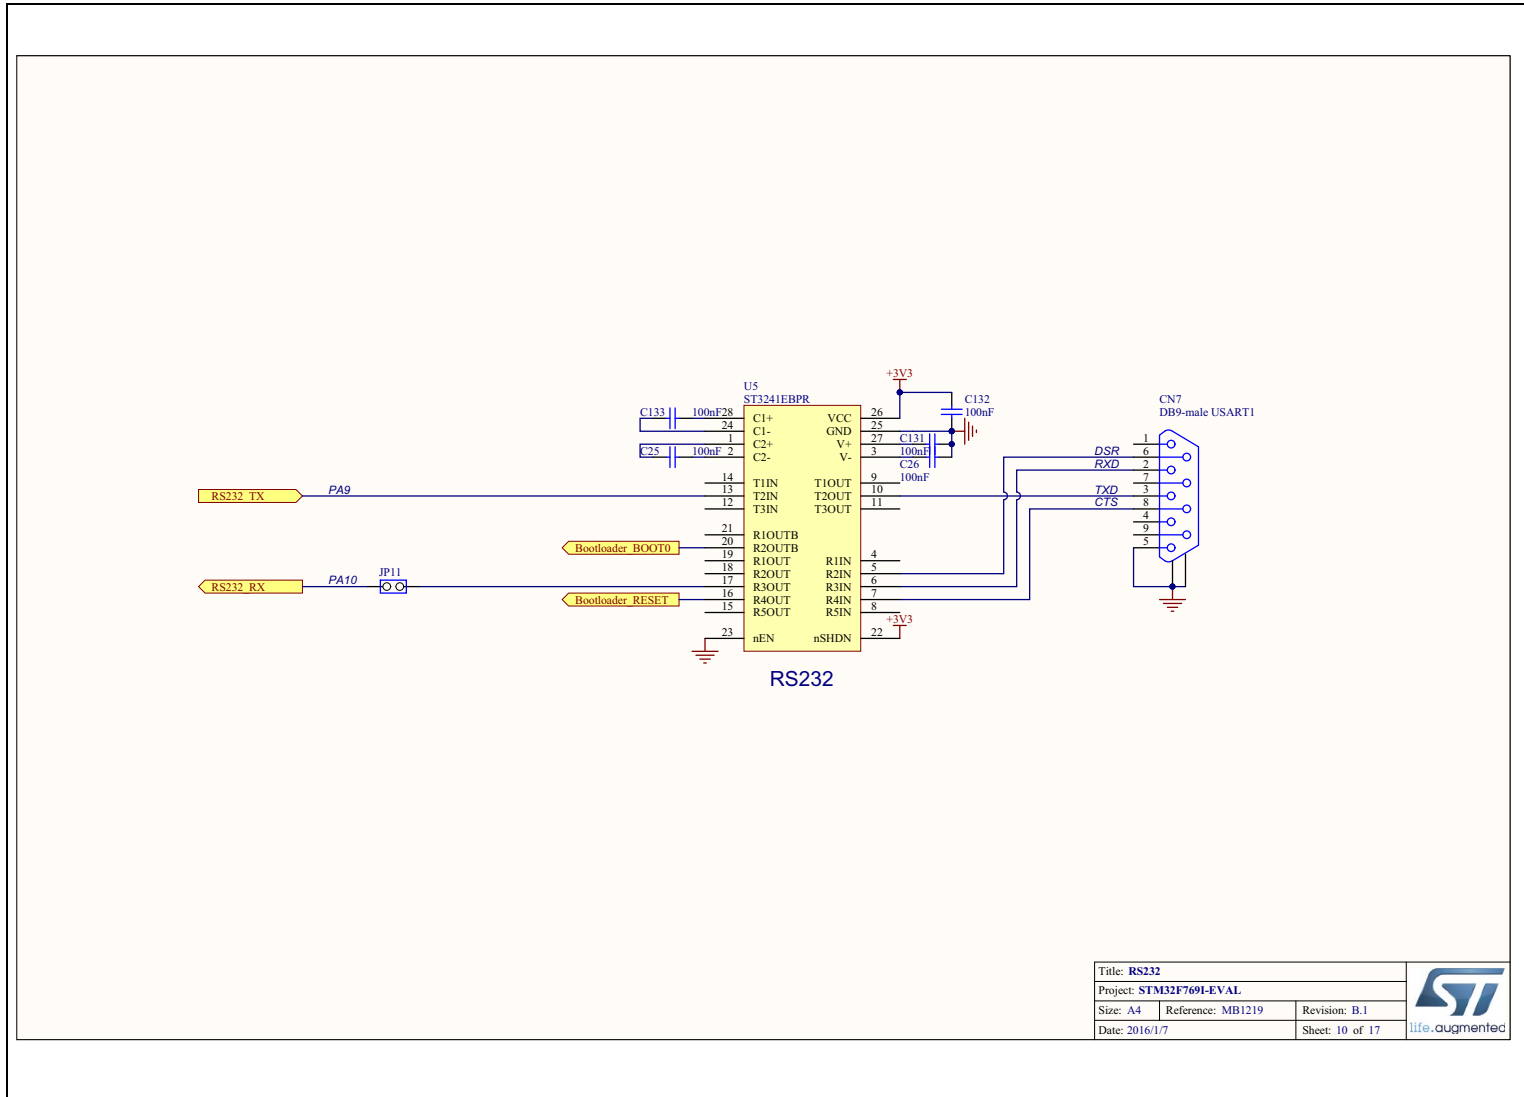 +3V3
U5
ST3241EBPR
C133 100nF 28 C1+ VCC 26
C132
100nF
24 C1- GND 25
1 C2+ V+ 27 C131
100nF
C25 100nF 2 C2- V- 3
C26
100nF
14 T1IN T1OUT 9
RS232_TX PA9 13 T2IN T2OUT 10
12 T3IN T3OUT 11
21 R1OUTB
Bootloader_BOOT0 20 R2OUTB
19 R1OUT R1IN 4
18 R2OUT R2IN 5
RS232_RX PA10 JP11 17 R3OUT R3IN 6
Bootloader_RESET 16 R4OUT R4IN 7
15 R5OUT R5IN 8
+3V3
23 nEN nSHDN 22
RS232
CN7
DB9-male USART1
1
DSR 6
RXD 2
7
TXD 3
CTS 8
4
9
5
Title: RS232
Project: STM32F769I-EVAL
Size: A4 Reference: MB1219 Revision: B.1
Date: 2016/1/7 Sheet: 10 of 17
ST
life.augmented